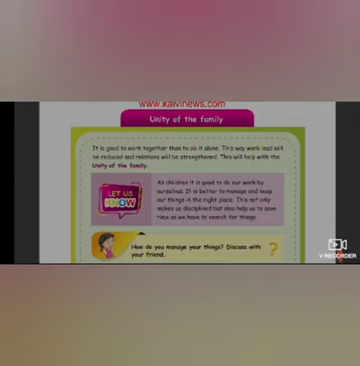 www.kalvinews.com
Unity of the family
It is good to work together than to do it alone. This way work load will
be reduced and relations will be strengthened. This will help with the
Unity of the family.
LET US
KNOW
As children it is good to do our work by
ourselves. It is better to manage and keep
our things in the right place. This not only
makes us disciplined but also help us to save
time as we have to search for things.
How do you manage your things? Discuss with
your friend.
?
V RECORDER